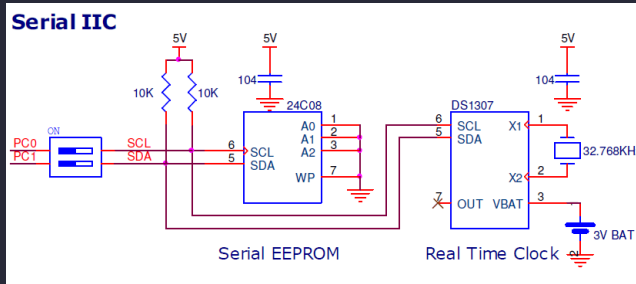 Serial IIC
5V
5V
5V
10K
10K
104
104
24C08
DS1307
ON
PC0
PC1
SCL
SDA
6
5
SCL
SDA
A0
A1
A2
WP
1
2
3
7
6
5
SCL
SDA
X1
X2
OUT
VBAT
1
2
7
3
32.768KH
1
2
3V BAT
Serial EEPROM
Real Time Clock